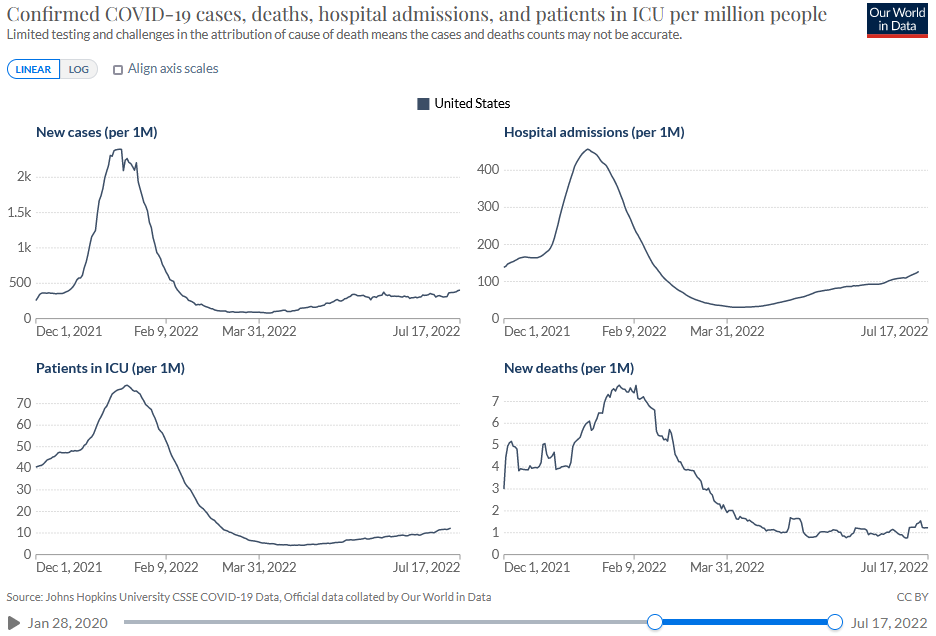 Confirmed COVID-19 cases, deaths, hospital admissions, and patients in ICU per million people
Our World
in Data
Limited testing and challenges in the attribution of cause of death means the cases and deaths counts may not be accurate.
LINEAR LOG Align axis scales
United States
New cases (per 1M)
2k
1.5k
1k
500
0
Dec 1, 2021 Feb 9, 2022 Mar 31, 2022 Jul 17, 2022
Hospital admissions (per 1M)
400
300
200
100
0
Dec 1, 2021 Feb 9, 2022 Mar 31, 2022 Jul 17, 2022
Patients in ICU (per 1M)
70
60
50
40
30
20
10
0
Dec 1, 2021 Feb 9, 2022 Mar 31, 2022 Jul 17, 2022
New deaths (per 1M)
7
6
5
4
3
2
1
0
Dec 1, 2021 Feb 9, 2022 Mar 31, 2022 Jul 17, 2022
Source: Johns Hopkins University CSSE COVID-19 Data, Official data collated by Our World in Data
CC BY
Jan 28, 2020 Jul 17, 2022